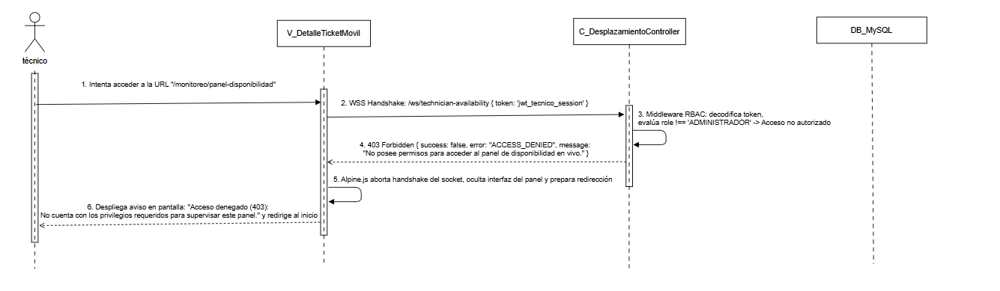 técnico
V_DetalleTicketMovil
C_DesplazamientoController
DB_MySQL
1. Intenta acceder a la URL "/monitoreo/panel-disponibilidad"
2. WSS Handshake: /ws/technician-availability { token: 'jwt_tecnico_session' }
3. Middleware RBAC: decodifica token,
evalúa role !== 'ADMINISTRADOR' -> Acceso no autorizado
4. 403 Forbidden { success: false, error: "ACCESS_DENIED", message:
"No posee permisos para acceder al panel de disponibilidad en vivo." }
5. Alpine.js aborta handshake del socket, oculta interfaz del panel y prepara redirección
6. Despliega aviso en pantalla: "Acceso denegado (403):
No cuenta con los privilegios requeridos para supervisar este panel." y redirige al inicio